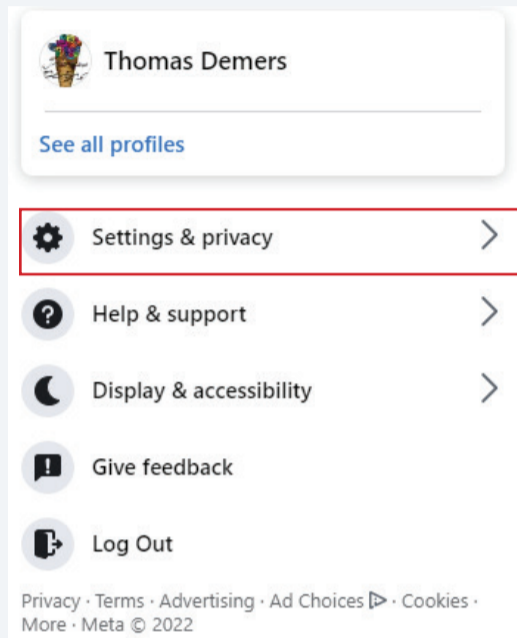 Thomas Demers
See all profiles
Settings & privacy
Help & support
Display & accessibility
Give feedback
Log Out
Privacy · Terms · Advertising · Ad Choices · Cookies ·
More · Meta © 2022